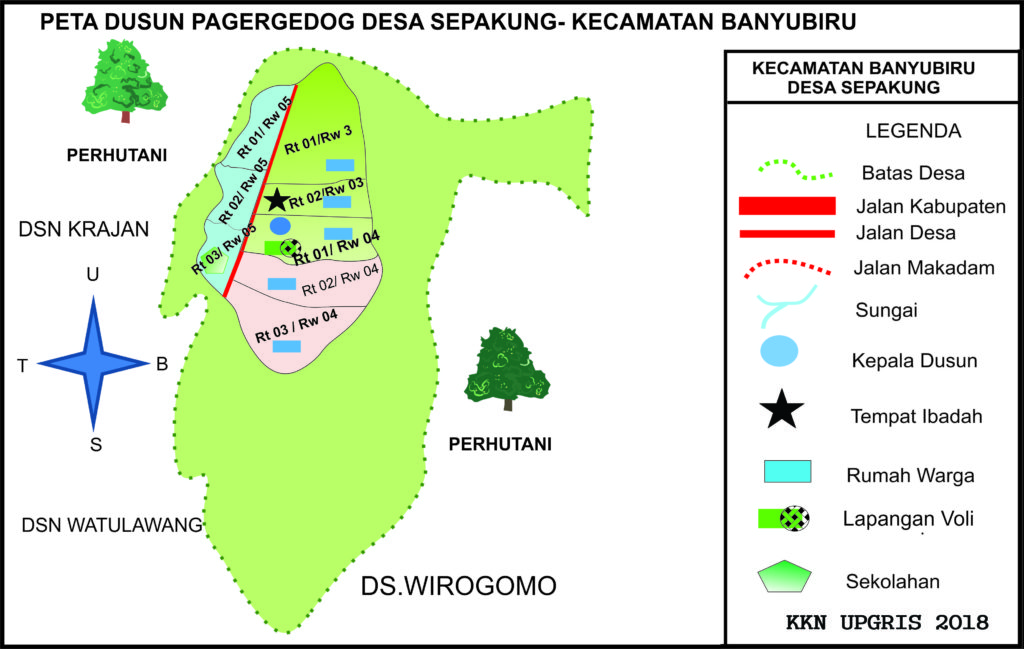 PETA DUSUN PAGERGEDOG DESA SEPAKUNG- KECAMATAN BANYUBIRU
PERHUTANI
DSN KRAJAN
U
T
B
S
DSN WATULAWANG
Rt 01/ Rw 05
Rt 02/ Rw 05
Rt 03/ Rw 05
Rt 01/Rw 3
Rt 02/Rw 03
Rt 01/ Rw 04
Rt 02/ Rw 04
Rt 03 / Rw 04
PERHUTANI
DS.WIROGOMO
KECAMATAN BANYUBIRU
DESA SEPAKUNG
LEGENDA
Batas Desa
Jalan Kabupaten
Jalan Desa
Jalan Makadam
Sungai
Kepala Dusun
Tempat Ibadah
Rumah Warga
Lapangan Voli
Sekolahan
KKN UPGRIS 2018